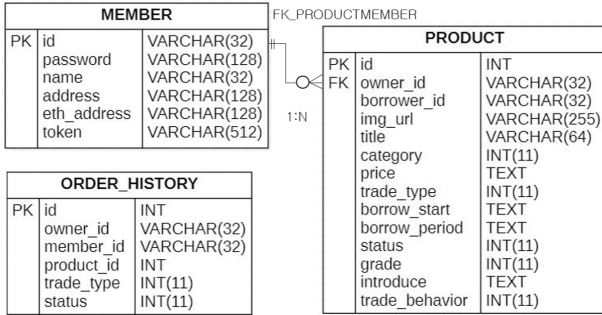 MEMBER
PK id VARCHAR(32)
password VARCHAR(128)
name VARCHAR(32)
address VARCHAR(128)
eth_address VARCHAR(128)
token VARCHAR(512)
FK_PRODUCTMEMBER
1:N
PRODUCT
PK id INT
FK owner_id VARCHAR(32)
borrower_id VARCHAR(32)
img_url VARCHAR(255)
title VARCHAR(64)
category INT(11)
price TEXT
trade_type INT(11)
borrow_start TEXT
borrow_period TEXT
status INT(11)
grade INT(11)
introduce TEXT
trade_behavior INT(11)
ORDER_HISTORY
PK id INT
owner_id VARCHAR(32)
member_id VARCHAR(32)
product_id INT
trade_type INT(11)
status INT(11)